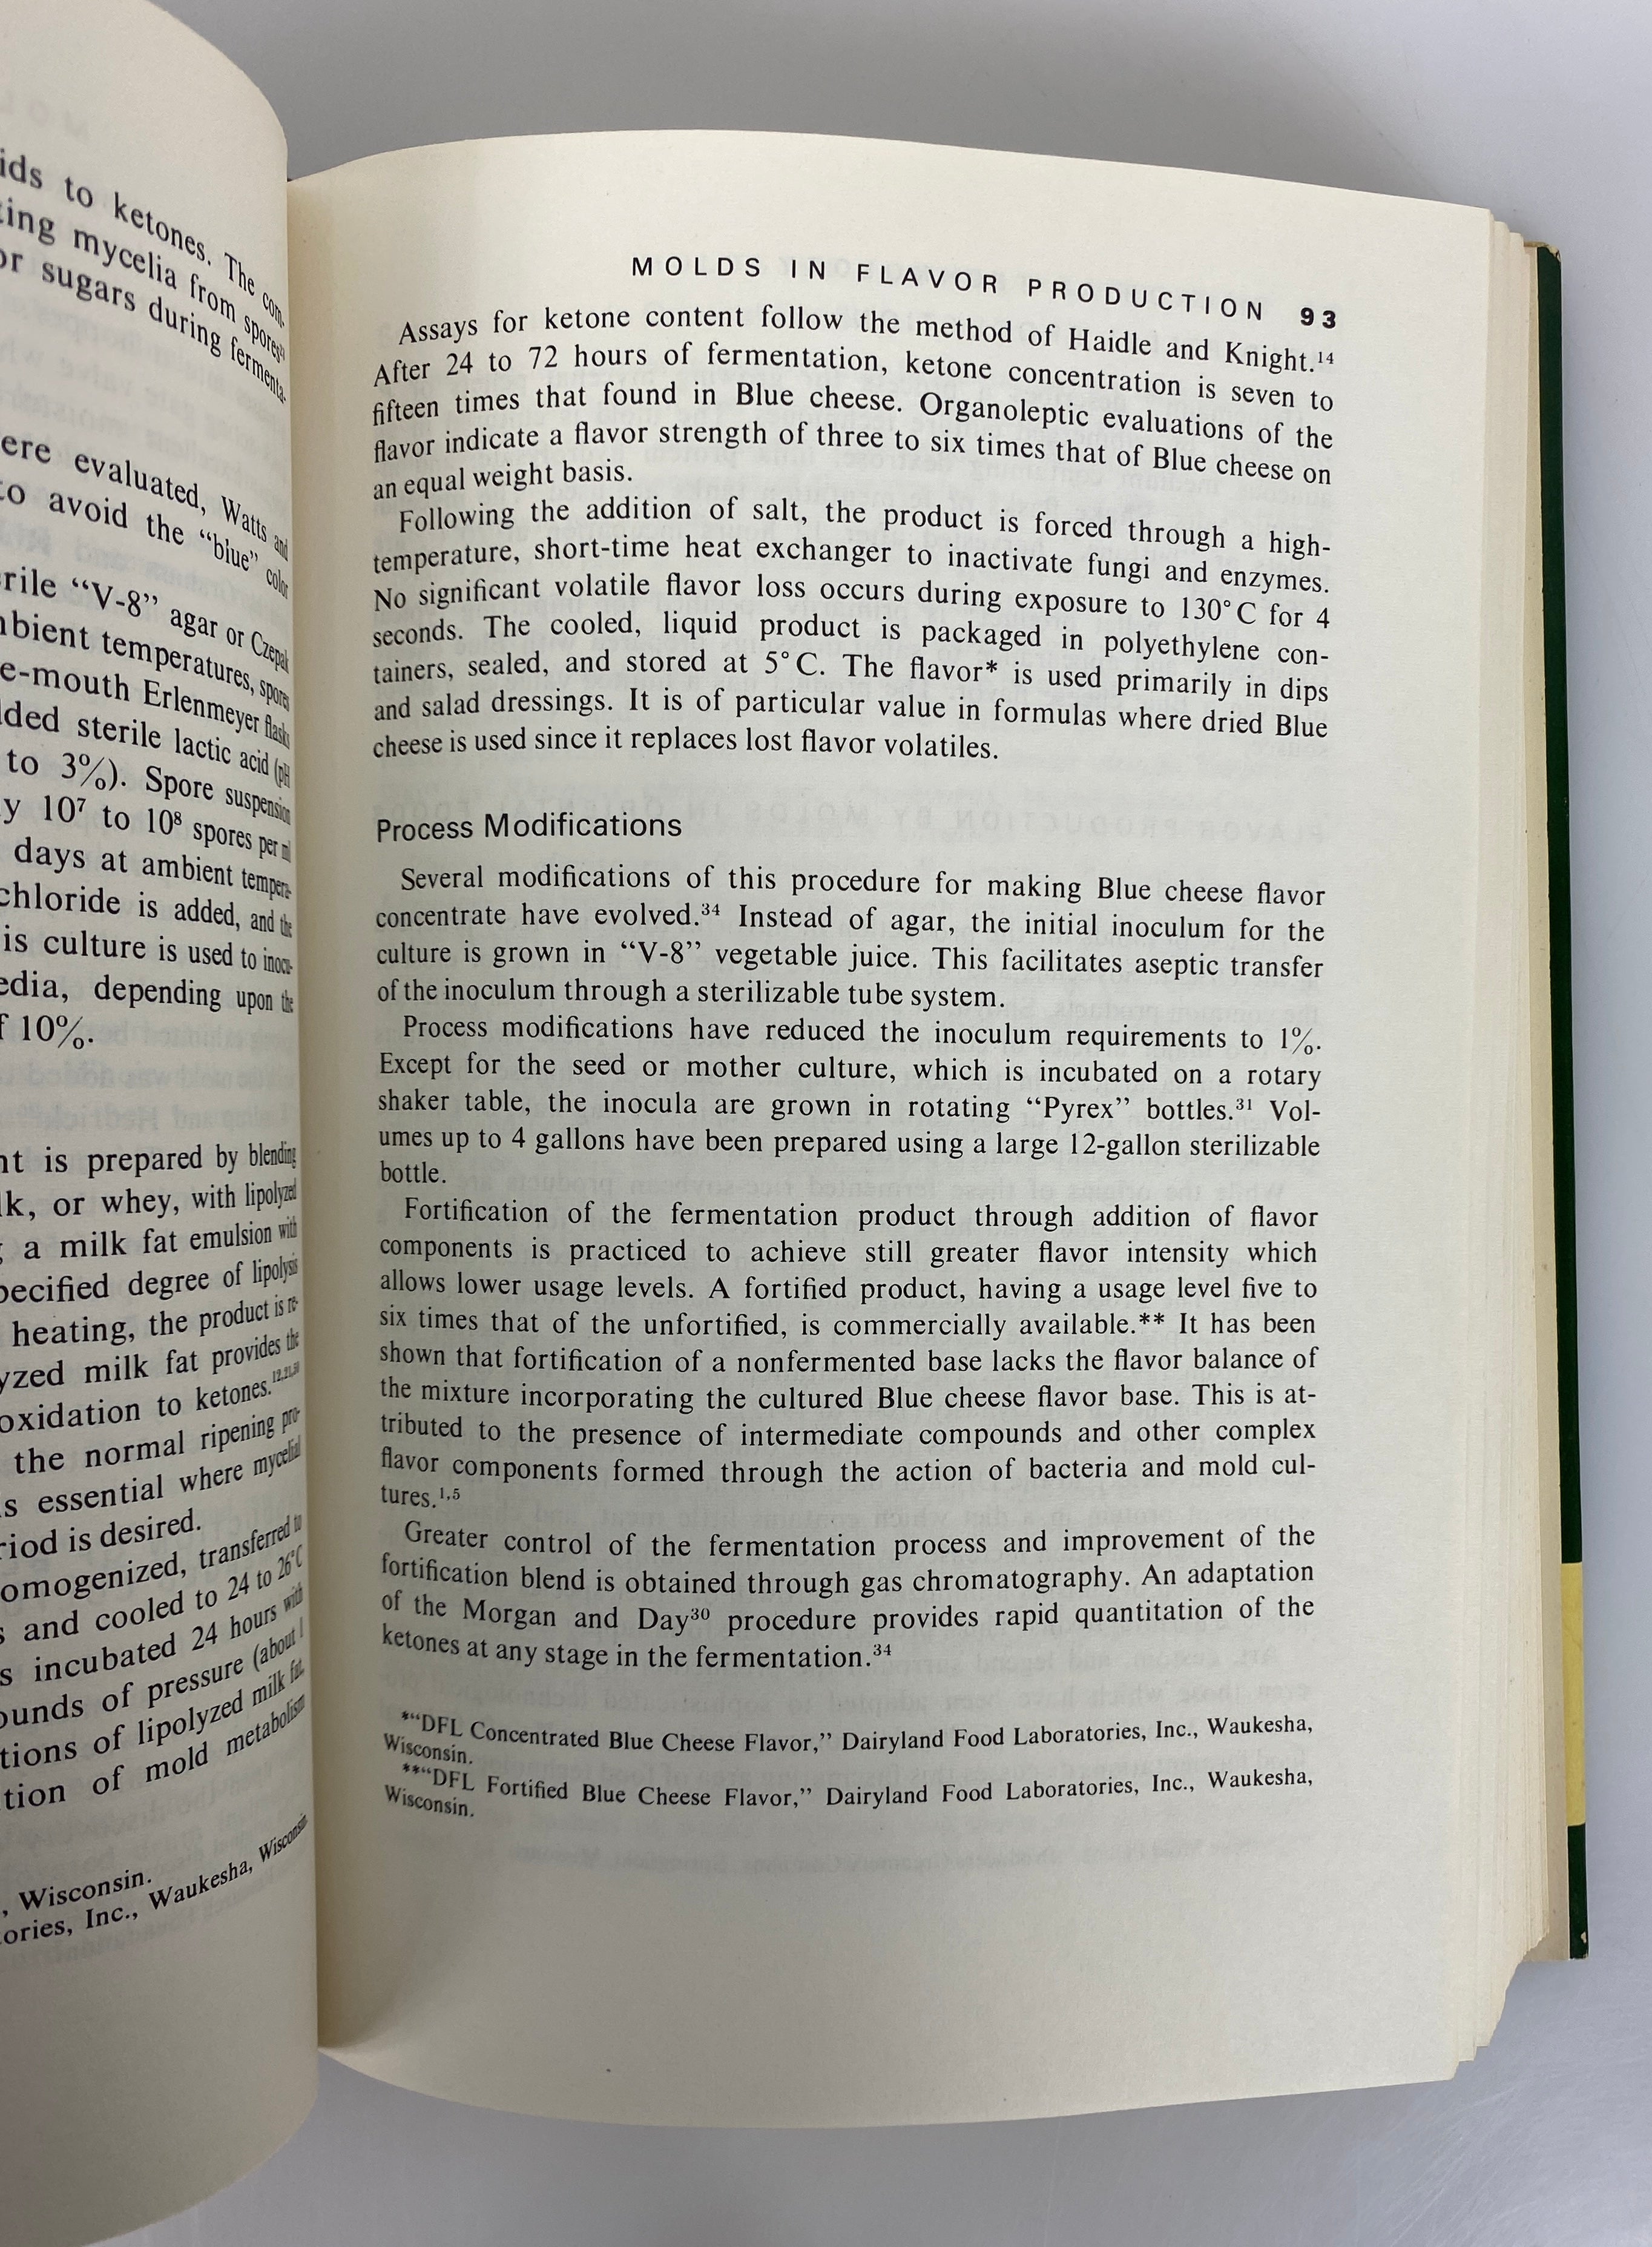 ids to ketones. The com-
ting mycelia from spores
or sugars during fermenta-
ere evaluated, Watts and
to avoid the “blue” color
rile “V-8” agar or Czepak
mbient temperatures, spores
e-mouth Erlenmeyer flasks
dded sterile lactic acid (pH
to 3%). Spore suspension
y 10⁷ to 10⁸ spores per ml
days at ambient tempera-
chloride is added, and the
is culture is used to inocu-
edia, depending upon the
f 10%.
nt is prepared by blending
lk, or whey, with lipolyzed
g a milk fat emulsion with
pecified degree of lipolysis
heating, the product is re-
yzed milk fat provides the
oxidation to ketones.
the normal ripening pro-
is essential where mycelial
riod is desired.
omogenized, transferred to
s and cooled to 24 to 26°C
s incubated 24 hours with
ounds of pressure (about 1
tions of lipolyzed milk fat,
tion of mold metabolism
, Wisconsin.
ories, Inc., Waukesha, Wisconsin.
MOLDS IN FLAVOR PRODUCTION 93
Assays for ketone content follow the method of Haidle and Knight.¹⁴
After 24 to 72 hours of fermentation, ketone concentration is seven to
fifteen times that found in Blue cheese. Organoleptic evaluations of the
flavor indicate a flavor strength of three to six times that of Blue cheese on
an equal weight basis.
Following the addition of salt, the product is forced through a high-
temperature, short-time heat exchanger to inactivate fungi and enzymes.
No significant volatile flavor loss occurs during exposure to 130°C for 4
seconds. The cooled, liquid product is packaged in polyethylene con-
tainers, sealed, and stored at 5°C. The flavor* is used primarily in dips
and salad dressings. It is of particular value in formulas where dried Blue
cheese is used since it replaces lost flavor volatiles.
Process Modifications
Several modifications of this procedure for making Blue cheese flavor
concentrate have evolved.³⁴ Instead of agar, the initial inoculum for the
culture is grown in “V-8” vegetable juice. This facilitates aseptic transfer
of the inoculum through a sterilizable tube system.
Process modifications have reduced the inoculum requirements to 1%.
Except for the seed or mother culture, which is incubated on a rotary
shaker table, the inocula are grown in rotating “Pyrex” bottles.³¹ Vol-
umes up to 4 gallons have been prepared using a large 12-gallon sterilizable
bottle.
Fortification of the fermentation product through addition of flavor
components is practiced to achieve still greater flavor intensity which
allows lower usage levels. A fortified product, having a usage level five to
six times that of the unfortified, is commercially available.** It has been
shown that fortification of a nonfermented base lacks the flavor balance of
the mixture incorporating the cultured Blue cheese flavor base. This is at-
tributed to the presence of intermediate compounds and other complex
flavor components formed through the action of bacteria and mold cul-
tures.¹,⁵
Greater control of the fermentation process and improvement of the
fortification blend is obtained through gas chromatography. An adaptation
of the Morgan and Day³⁰ procedure provides rapid quantitation of the
ketones at any stage in the fermentation.³⁴
*“DFL Concentrated Blue Cheese Flavor,” Dairyland Food Laboratories, Inc., Waukesha,
Wisconsin.
**“DFL Fortified Blue Cheese Flavor,” Dairyland Food Laboratories, Inc., Waukesha,
Wisconsin.